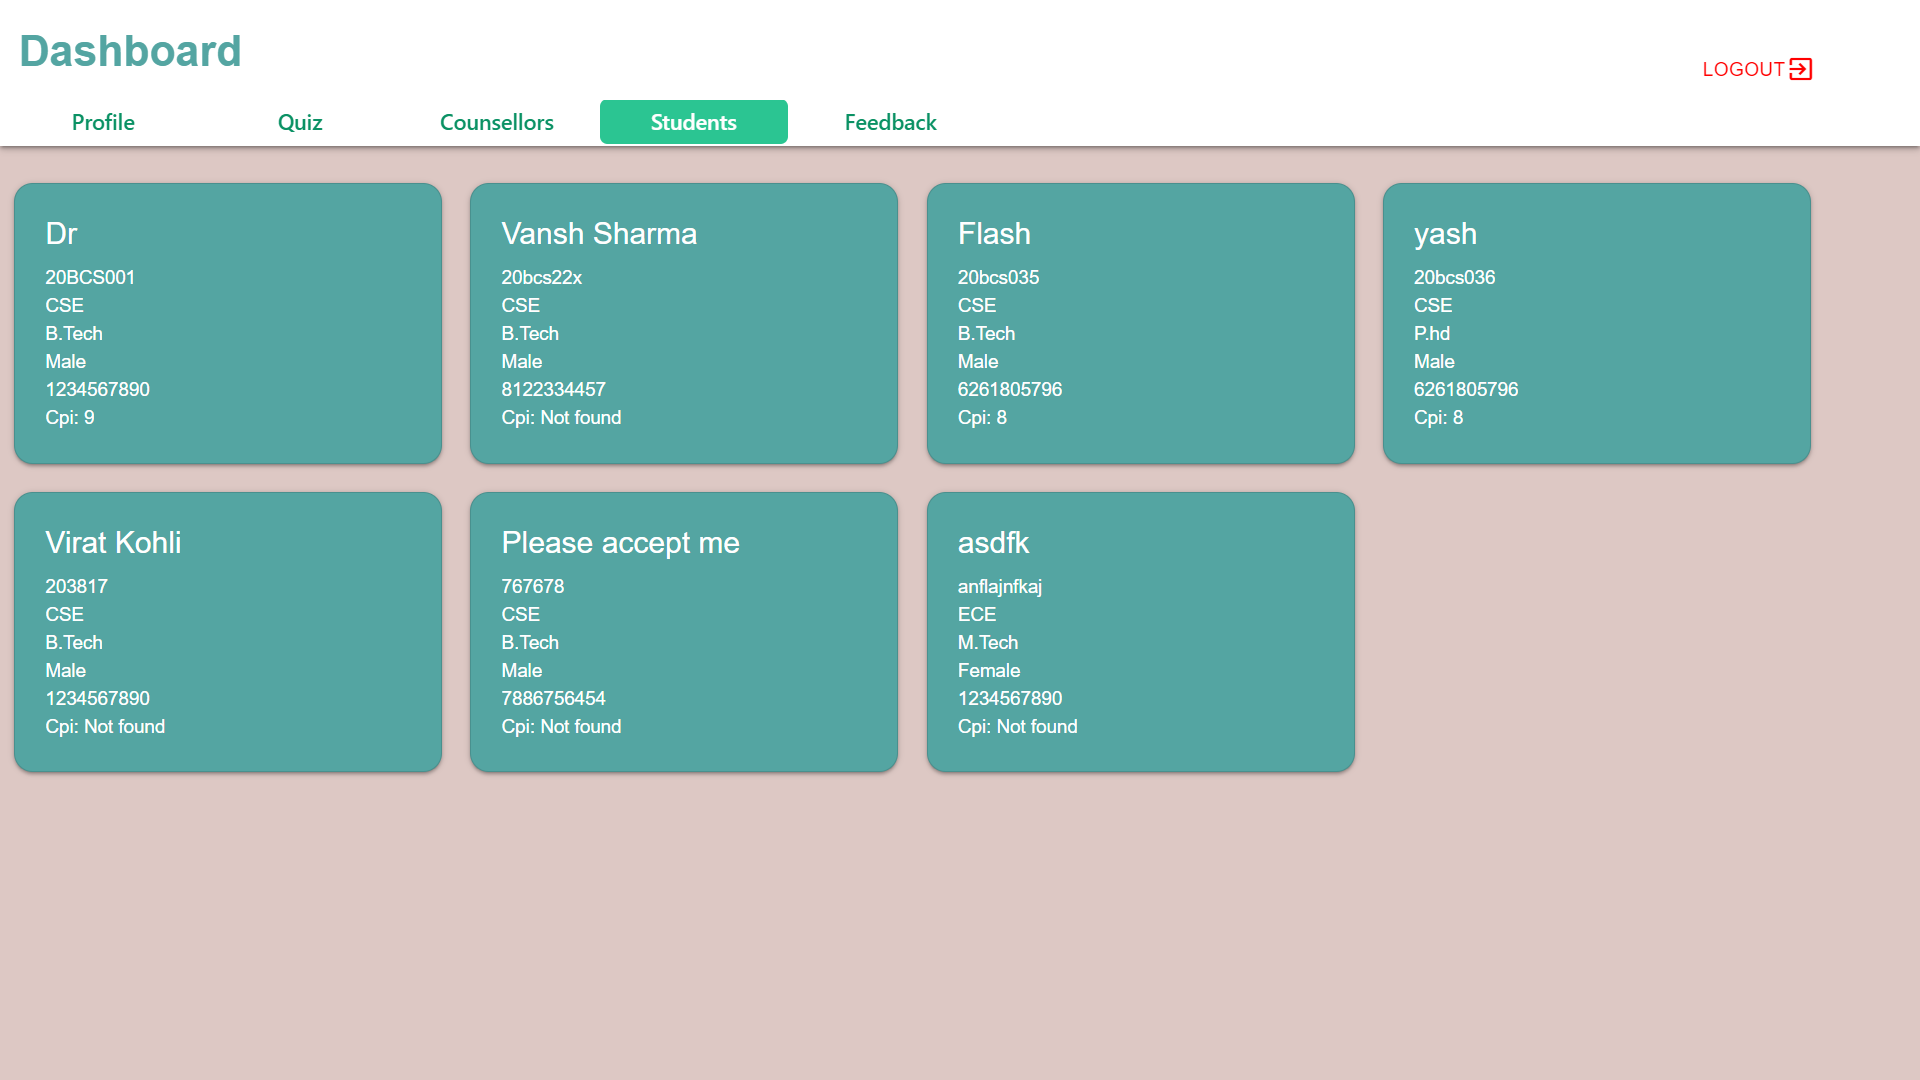 Dashboard
LOGOUT
Profile
Quiz
Counsellors
Students
Feedback
Dr
20BCS001
CSE
B.Tech
Male
1234567890
Cpi: 9
Vansh Sharma
20bcs22x
CSE
B.Tech
Male
8122334457
Cpi: Not found
Flash
20bcs035
CSE
B.Tech
Male
6261805796
Cpi: 8
yash
20bcs036
CSE
P.hd
Male
6261805796
Cpi: 8
Virat Kohli
203817
CSE
B.Tech
Male
1234567890
Cpi: Not found
Please accept me
767678
CSE
B.Tech
Male
7886756454
Cpi: Not found
asdfk
anflajnfkaj
ECE
M.Tech
Female
1234567890
Cpi: Not found